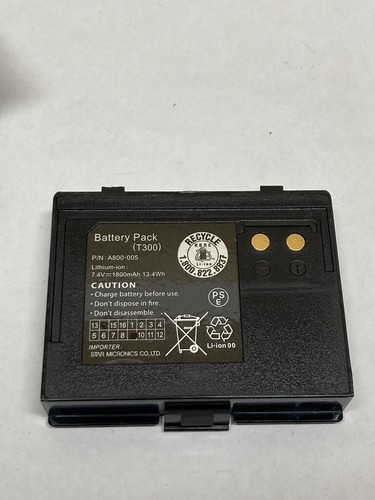 Battery Pack
(T300)
P/N : A800-005
Lithium-ion :
7.4V⎓1800mAh 13.4Wh
CAUTION
• Charge battery before use.
• Don't dispose in fire.
• Don't disassemble.
13 15 16 1 2 3 4
5 6 7 8 10 11 12
IMPORTER :
STAR MICRONICS CO.,LTD.
RECYCLE
RBRC
Li-ion
1.800.822.8837
PS
E
Li-ion 00